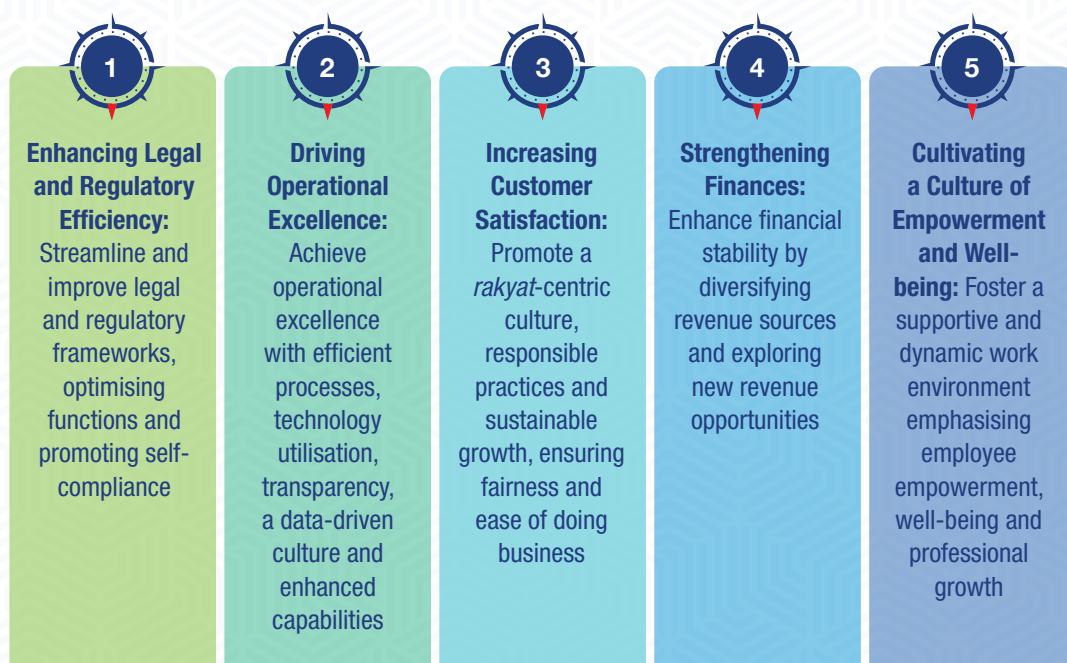 1
Enhancing Legal
and Regulatory
Efficiency:
Streamline and
improve legal
and regulatory
frameworks,
optimising
functions and
promoting self-
compliance
2
Driving
Operational
Excellence:
Achieve
operational
excellence
with efficient
processes,
technology
utilisation,
transparency,
a data-driven
culture and
enhanced
capabilities
3
Increasing
Customer
Satisfaction:
Promote a
rakyat-centric
culture,
responsible
practices and
sustainable
growth, ensuring
fairness and
ease of doing
business
4
Strengthening
Finances:
Enhance financial
stability by
diversifying
revenue sources
and exploring
new revenue
opportunities
5
Cultivating
a Culture of
Empowerment
and Well-
being: Foster a
supportive and
dynamic work
environment
emphasising
employee
empowerment,
well-being and
professional
growth